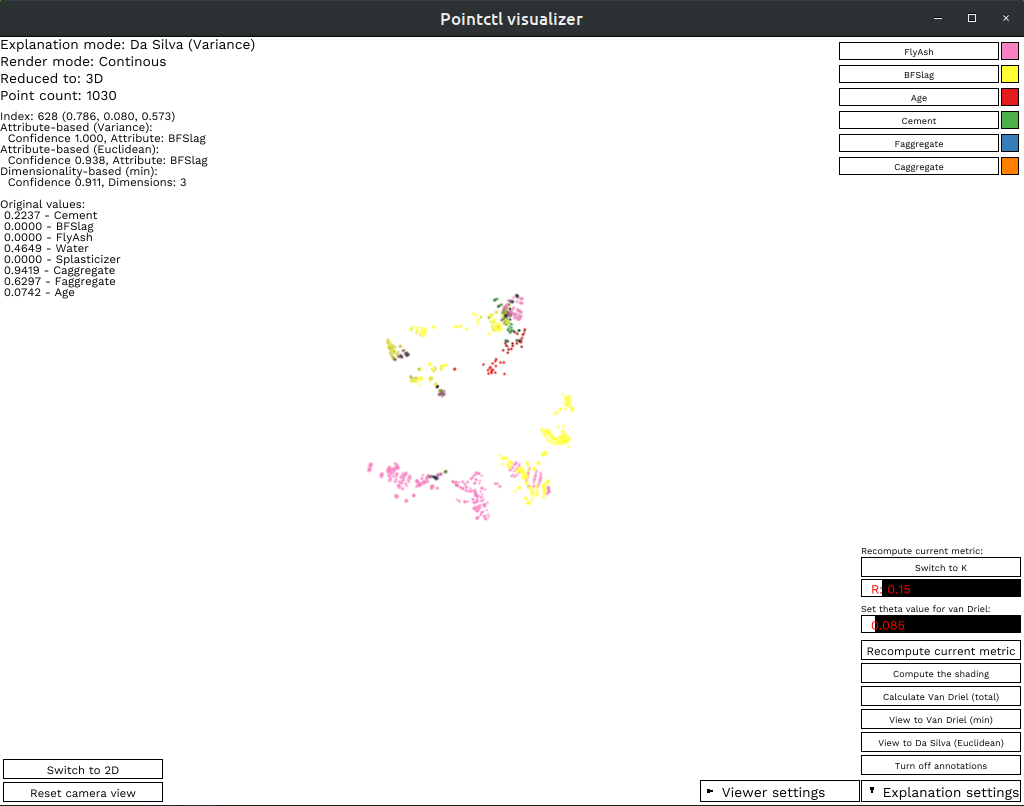 Pointctl visualizer
Explanation mode: Da Silva (Variance)
Render mode: Continous
Reduced to: 3D
Point count: 1030
Index: 628 (0.786, 0.080, 0.573)
Attribute-based (Variance):
Confidence 1.000, Attribute: BFSlag
Attribute-based (Euclidean):
Confidence 0.938, Attribute: BFSlag
Dimensionality-based (min):
Confidence 0.911, Dimensions: 3
Original values:
0.2237 - Cement
0.0000 - BFSlag
0.0000 - FlyAsh
0.4649 - Water
0.0000 - Splasticizer
0.9419 - Caggregate
0.6297 - Faggregate
0.0742 - Age
FlyAsh
BFSlag
Age
Cement
Faggregate
Caggregate
Recompute current metric:
Switch to K
R: 0.15
Set theta value for van Driel:
0.085
Recompute current metric
Compute the shading
Calculate Van Driel (total)
View to Van Driel (min)
View to Da Silva (Euclidean)
Turn off annotations
Switch to 2D
Reset camera view
Viewer settings
Explanation settings